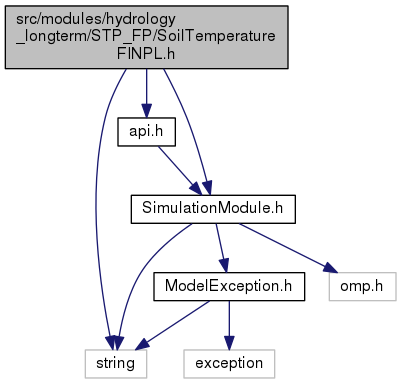 src/modules/hydrology
_longterm/STP_FP/SoilTemperature
FINPL.h
api.h
SimulationModule.h
ModelException.h
omp.h
string
exception